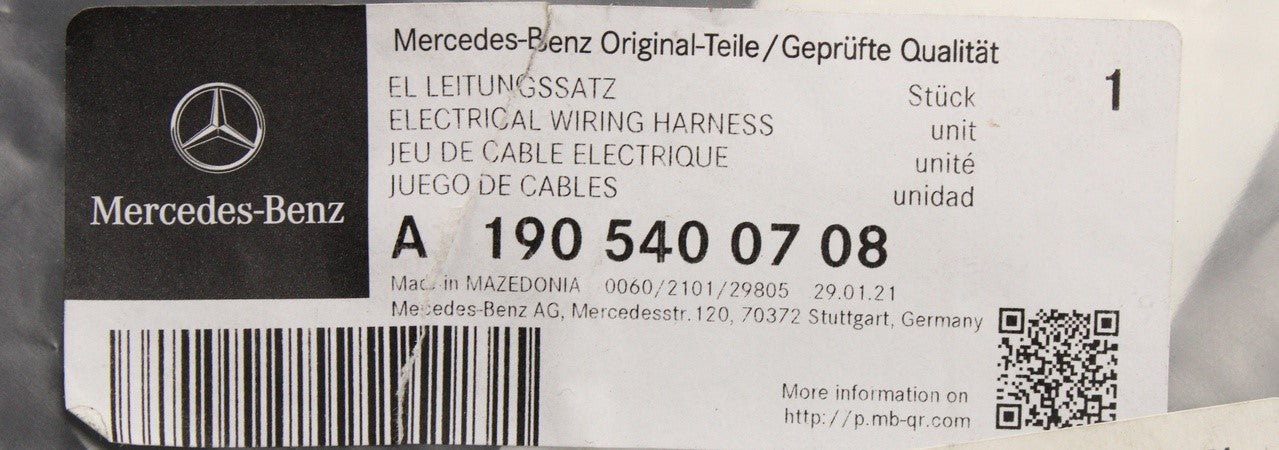 Mercedes-Benz
Mercedes-Benz Original-Teile/Geprüfte Qualität
EL LEITUNGSSATZ Stück 1
ELECTRICAL WIRING HARNESS unit
JEU DE CABLE ELECTRIQUE unité
JUEGO DE CABLES unidad
A 190 540 07 08
Made in MAZEDONIA 0060/2101/29805 29.01.21
Mercedes-Benz AG, Mercedesstr.120, 70372 Stuttgart, Germany
More information on
http://p.mb-qr.com